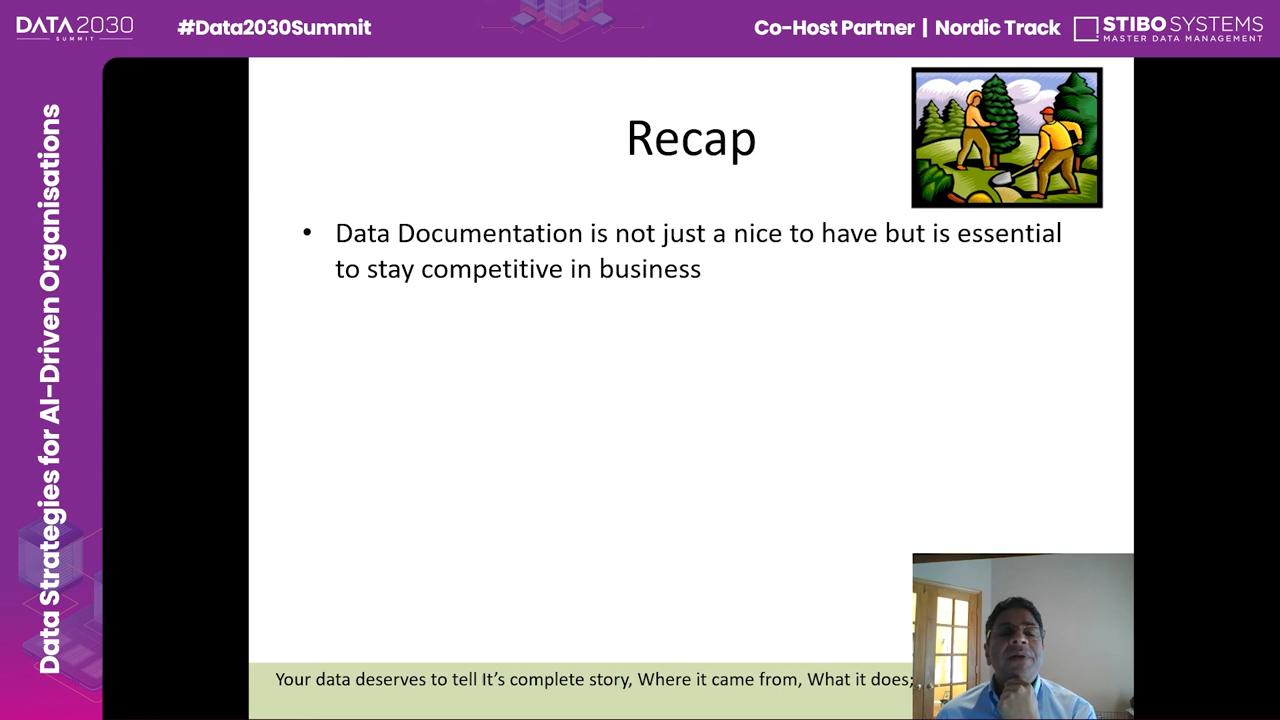 DATA2030
SUMMIT
#Data2030Summit
Co-Host Partner | Nordic Track
STIBO SYSTEMS
MASTER DATA MANAGEMENT
Data Strategies for AI-Driven Organisations
Recap
• Data Documentation is not just a nice to have but is essential
to stay competitive in business
Your data deserves to tell It's complete story, Where it came from, What it does;